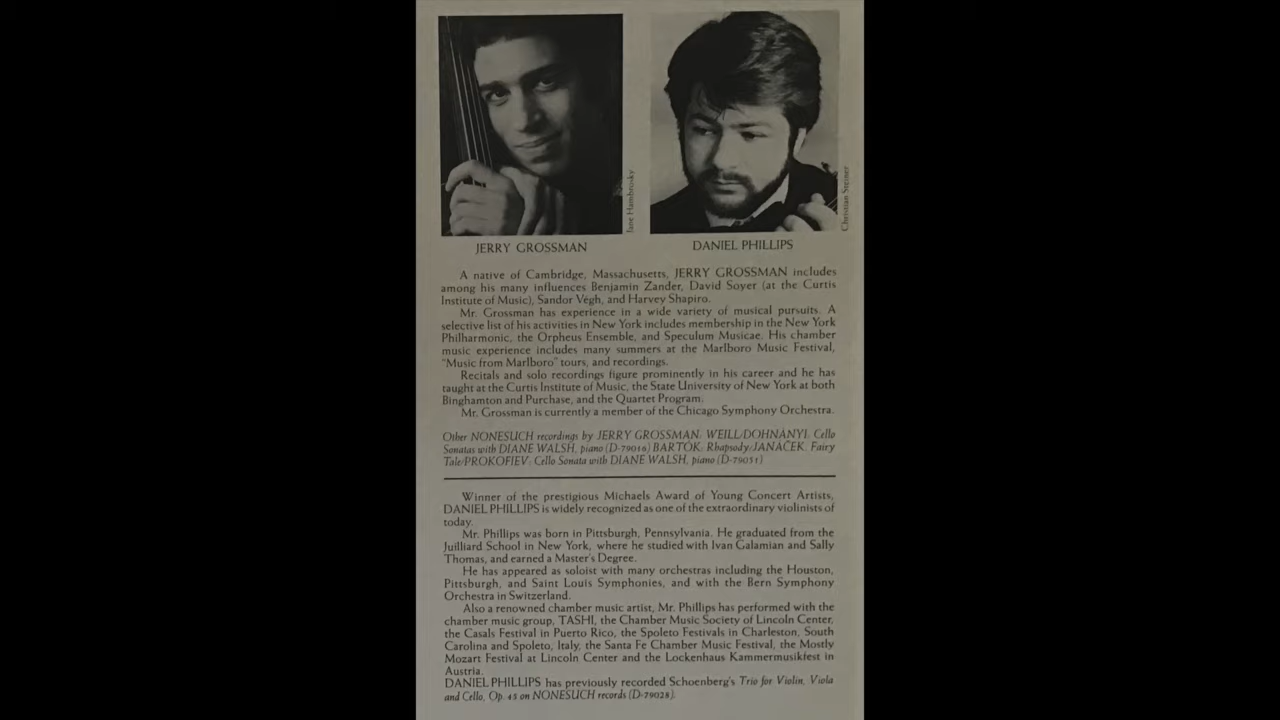 Jane Hambrosky
Christian Steiner
JERRY GROSSMAN
DANIEL PHILLIPS
A native of Cambridge, Massachusetts, JERRY GROSSMAN includes
among his many influences Benjamin Zander, David Soyer (at the Curtis
Institute of Music), Sandor Végh, and Harvey Shapiro.
Mr. Grossman has experience in a wide variety of musical pursuits. A
selective list of his activities in New York includes membership in the New York
Philharmonic, the Orpheus Ensemble, and Speculum Musicae. His chamber
music experience includes many summers at the Marlboro Music Festival,
"Music from Marlboro" tours, and recordings.
Recitals and solo recordings figure prominently in his career and he has
taught at the Curtis Institute of Music, the State University of New York at both
Binghamton and Purchase, and the Quartet Program.
Mr. Grossman is currently a member of the Chicago Symphony Orchestra.
Other NONESUCH recordings by JERRY GROSSMAN: WEILL/DOHNÁNYI: Cello
Sonatas with DIANE WALSH, piano (D-79016) BARTÓK: Rhapsody/JANÁČEK: Fairy
Tale/PROKOFIEV: Cello Sonata with DIANE WALSH, piano (D-79051)
Winner of the prestigious Michaels Award of Young Concert Artists,
DANIEL PHILLIPS is widely recognized as one of the extraordinary violinists of
today.
Mr. Phillips was born in Pittsburgh, Pennsylvania. He graduated from the
Juilliard School in New York, where he studied with Ivan Galamian and Sally
Thomas, and earned a Master's Degree.
He has appeared as soloist with many orchestras including the Houston,
Pittsburgh, and Saint Louis Symphonies, and with the Bern Symphony
Orchestra in Switzerland.
Also a renowned chamber music artist, Mr. Phillips has performed with the
chamber music group, TASHI, the Chamber Music Society of Lincoln Center,
the Casals Festival in Puerto Rico, the Spoleto Festivals in Charleston, South
Carolina and Spoleto, Italy, the Santa Fe Chamber Music Festival, the Mostly
Mozart Festival at Lincoln Center and the Lockenhaus Kammermusikfest in
Austria.
DANIEL PHILLIPS has previously recorded Schoenberg's Trio for Violin, Viola
and Cello, Op. 45 on NONESUCH records (D-79028).